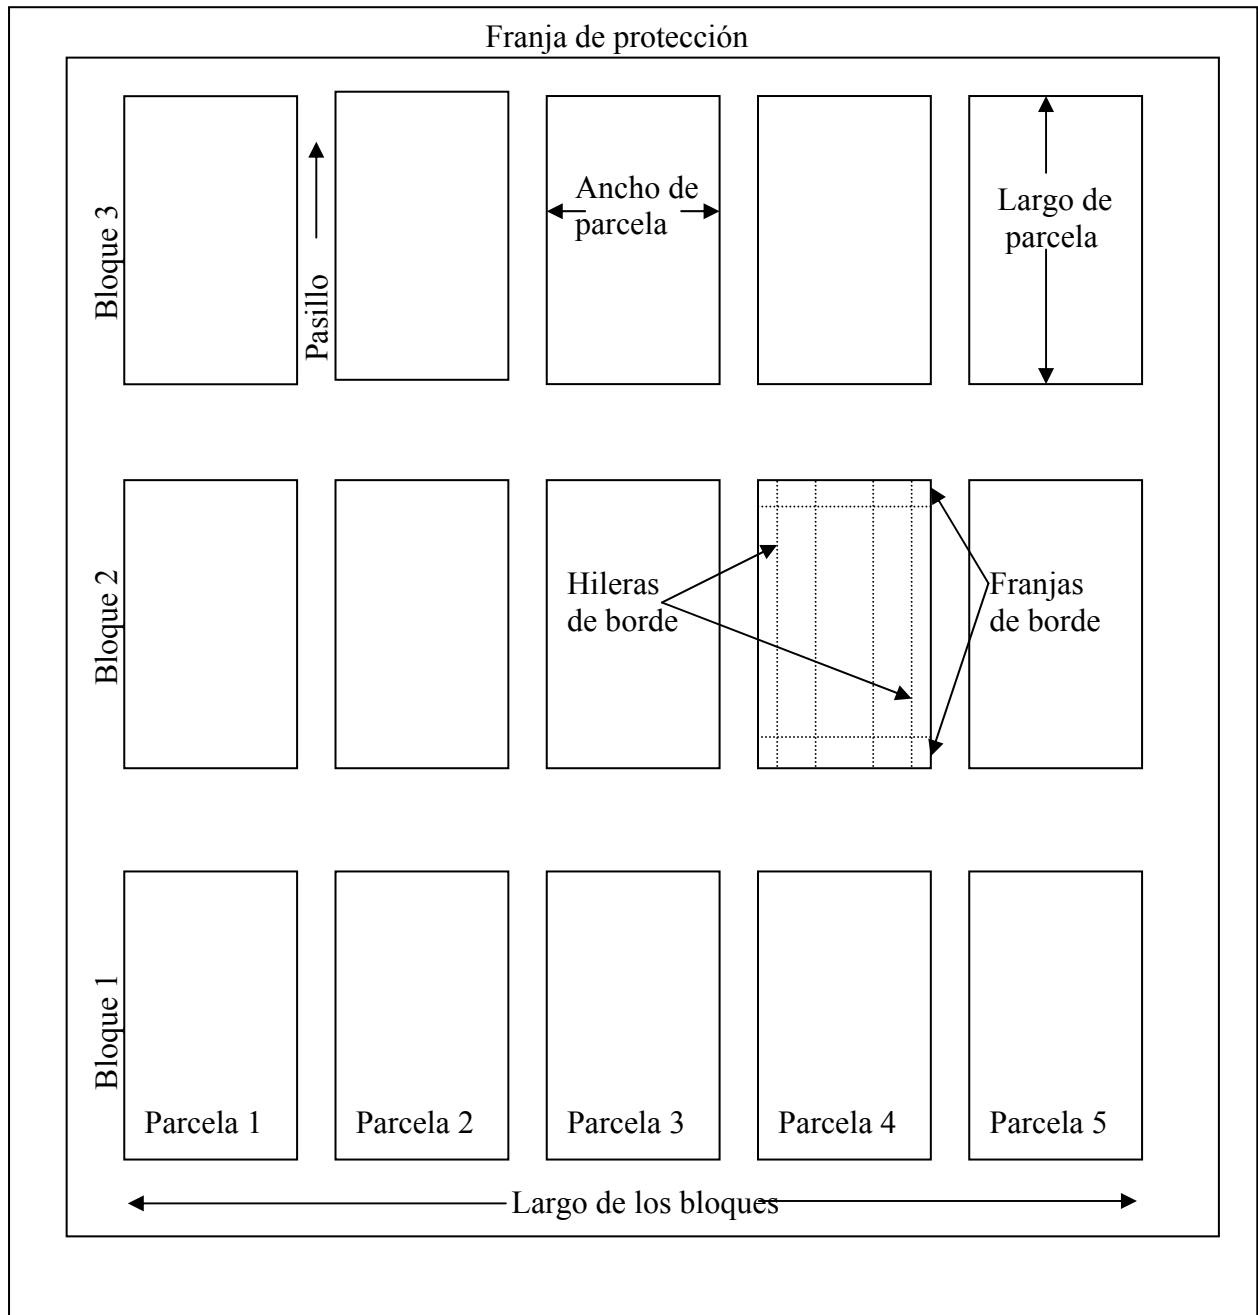 Franja de protección
Bloque 3
Pasillo
Ancho de
parcela
Largo de
parcela
Bloque 2
Hileras
de borde
Franjas
de borde
Bloque 1
Parcela 1
Parcela 2
Parcela 3
Parcela 4
Parcela 5
Largo de los bloques